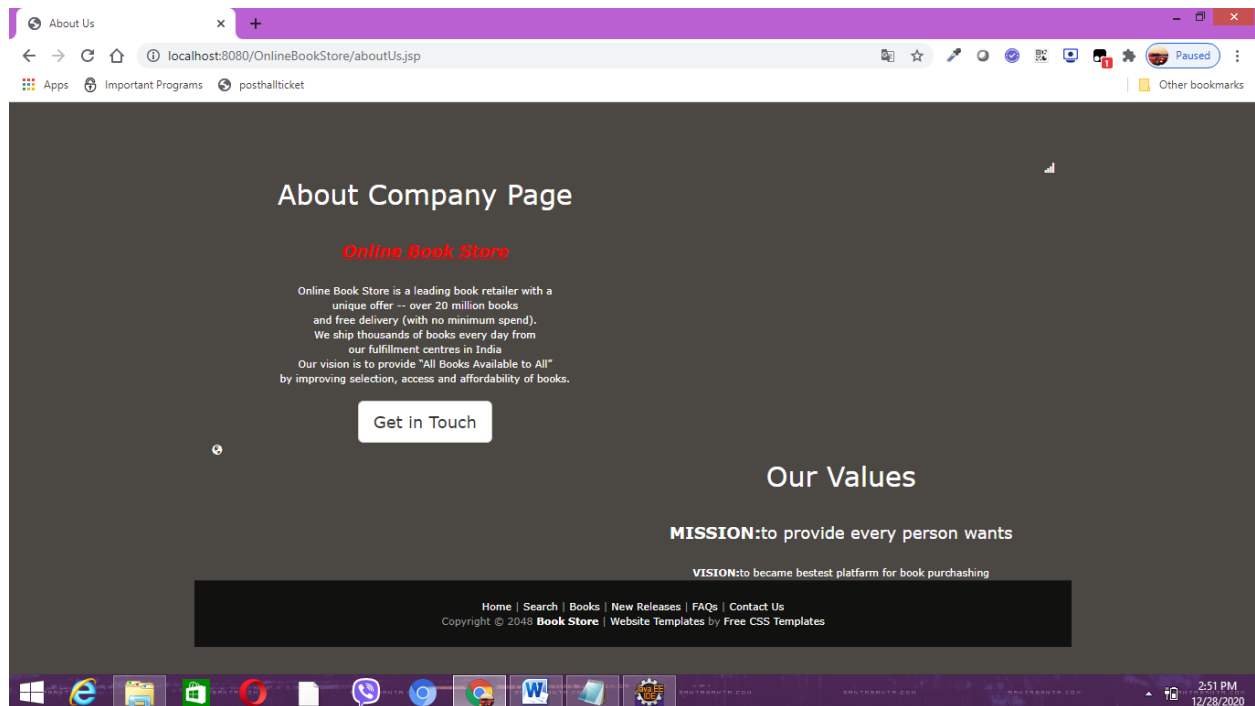 About Us
localhost:8080/OnlineBookStore/aboutUs.jsp
Paused
1
Apps
Important Programs
posthallticket
Other bookmarks
About Company Page
Online Book Store
Online Book Store is a leading book retailer with a
unique offer -- over 20 million books
and free delivery (with no minimum spend).
We ship thousands of books every day from
our fulfillment centres in India
Our vision is to provide "All Books Available to All"
by improving selection, access and affordability of books.
Get in Touch
Our Values
MISSION:to provide every person wants
VISION:to became bestest platfarm for book purchashing
Home | Search | Books | New Releases | FAQs | Contact Us
Copyright © 2048 Book Store | Website Templates by Free CSS Templates
W
Java EE
IDE
2:51 PM
12/28/2020